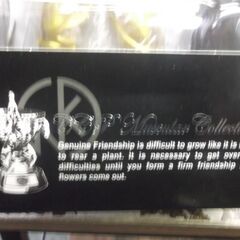 Collection
Genuine Friendship is difficult to grow like it is
to rear a plant. it is necessary to get over
difficulties until you form a firm friendship
flowers come out.